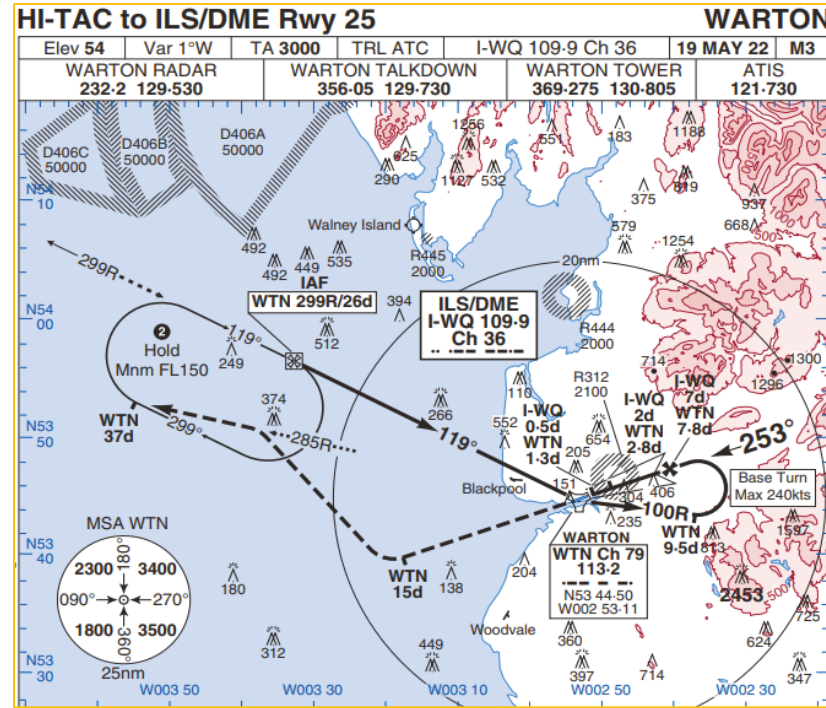 HI-TAC to ILS/DME Rwy 25 WARTON
Elev 54 Var 1°W TA 3000 TRL ATC I-WQ 109·9 Ch 36 19 MAY 22 M3
WARTON RADAR
232·2 129·530
WARTON TALKDOWN
356·05 129·730
WARTON TOWER
369·275 130·805
ATIS
121·730
D406C
50000
D406B
50000
D406A
50000
1256
625
290
1127
532
551
183
1188
819
375
937
668
500
N54
10
Walney Island
R445
2000
579
1254
20nm
492
492
449
535
299R
IAF
WTN 299R/26d
394
ILS/DME
I-WQ 109·9
Ch 36
R444
2000
N54
00
119°
2
Hold
Mnm FL150
249
512
714
1300
1296
R312
2100
I-WQ
7d
WTN
7·8d
I-WQ
2d
WTN
2·8d
I-WQ
0·5d
WTN
1·3d
110
266
552
654
205
374
WTN
37d
299°
285R
119°
253°
N53
50
Blackpool
151
304
406
235
100R
Base Turn
Max 240kts
WTN
9·5d
813
1597
MSA WTN
180°
2300
3400
090°
270°
1800
3500
360°
25nm
N53
40
WARTON
WTN Ch 79
113·2
N53 44·50
W002 53·11
WTN
15d
138
204
180
2453
500
725
Woodvale
312
449
360
397
714
624
347
N53
30
W003 50
W003 30
W003 10
W002 50
W002 30